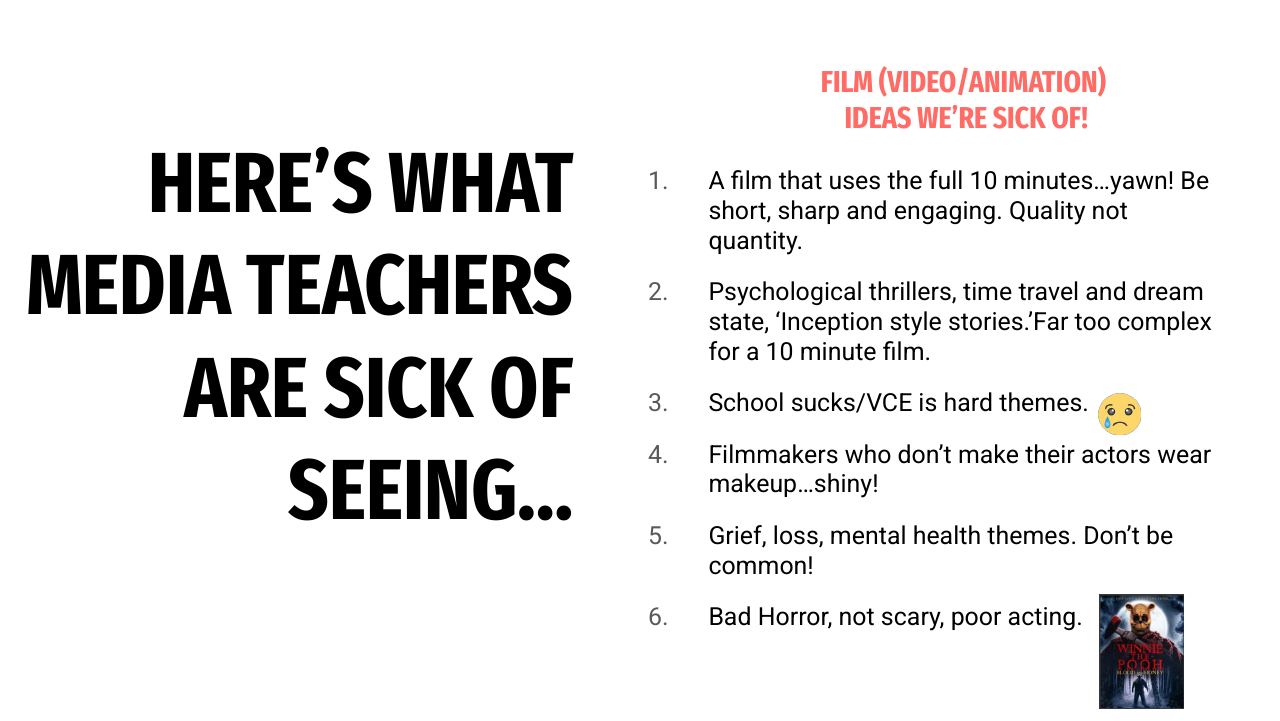 HERE’S WHAT
MEDIA TEACHERS
ARE SICK OF
SEEING...
FILM (VIDEO/ANIMATION)
IDEAS WE’RE SICK OF!
1. A film that uses the full 10 minutes...yawn! Be
short, sharp and engaging. Quality not
quantity.
2. Psychological thrillers, time travel and dream
state, ‘Inception style stories.’Far too complex
for a 10 minute film.
3. School sucks/VCE is hard themes.
4. Filmmakers who don’t make their actors wear
makeup...shiny!
5. Grief, loss, mental health themes. Don’t be
common!
6. Bad Horror, not scary, poor acting.
WINNIE
THE
POOH
BLOOD AND HONEY